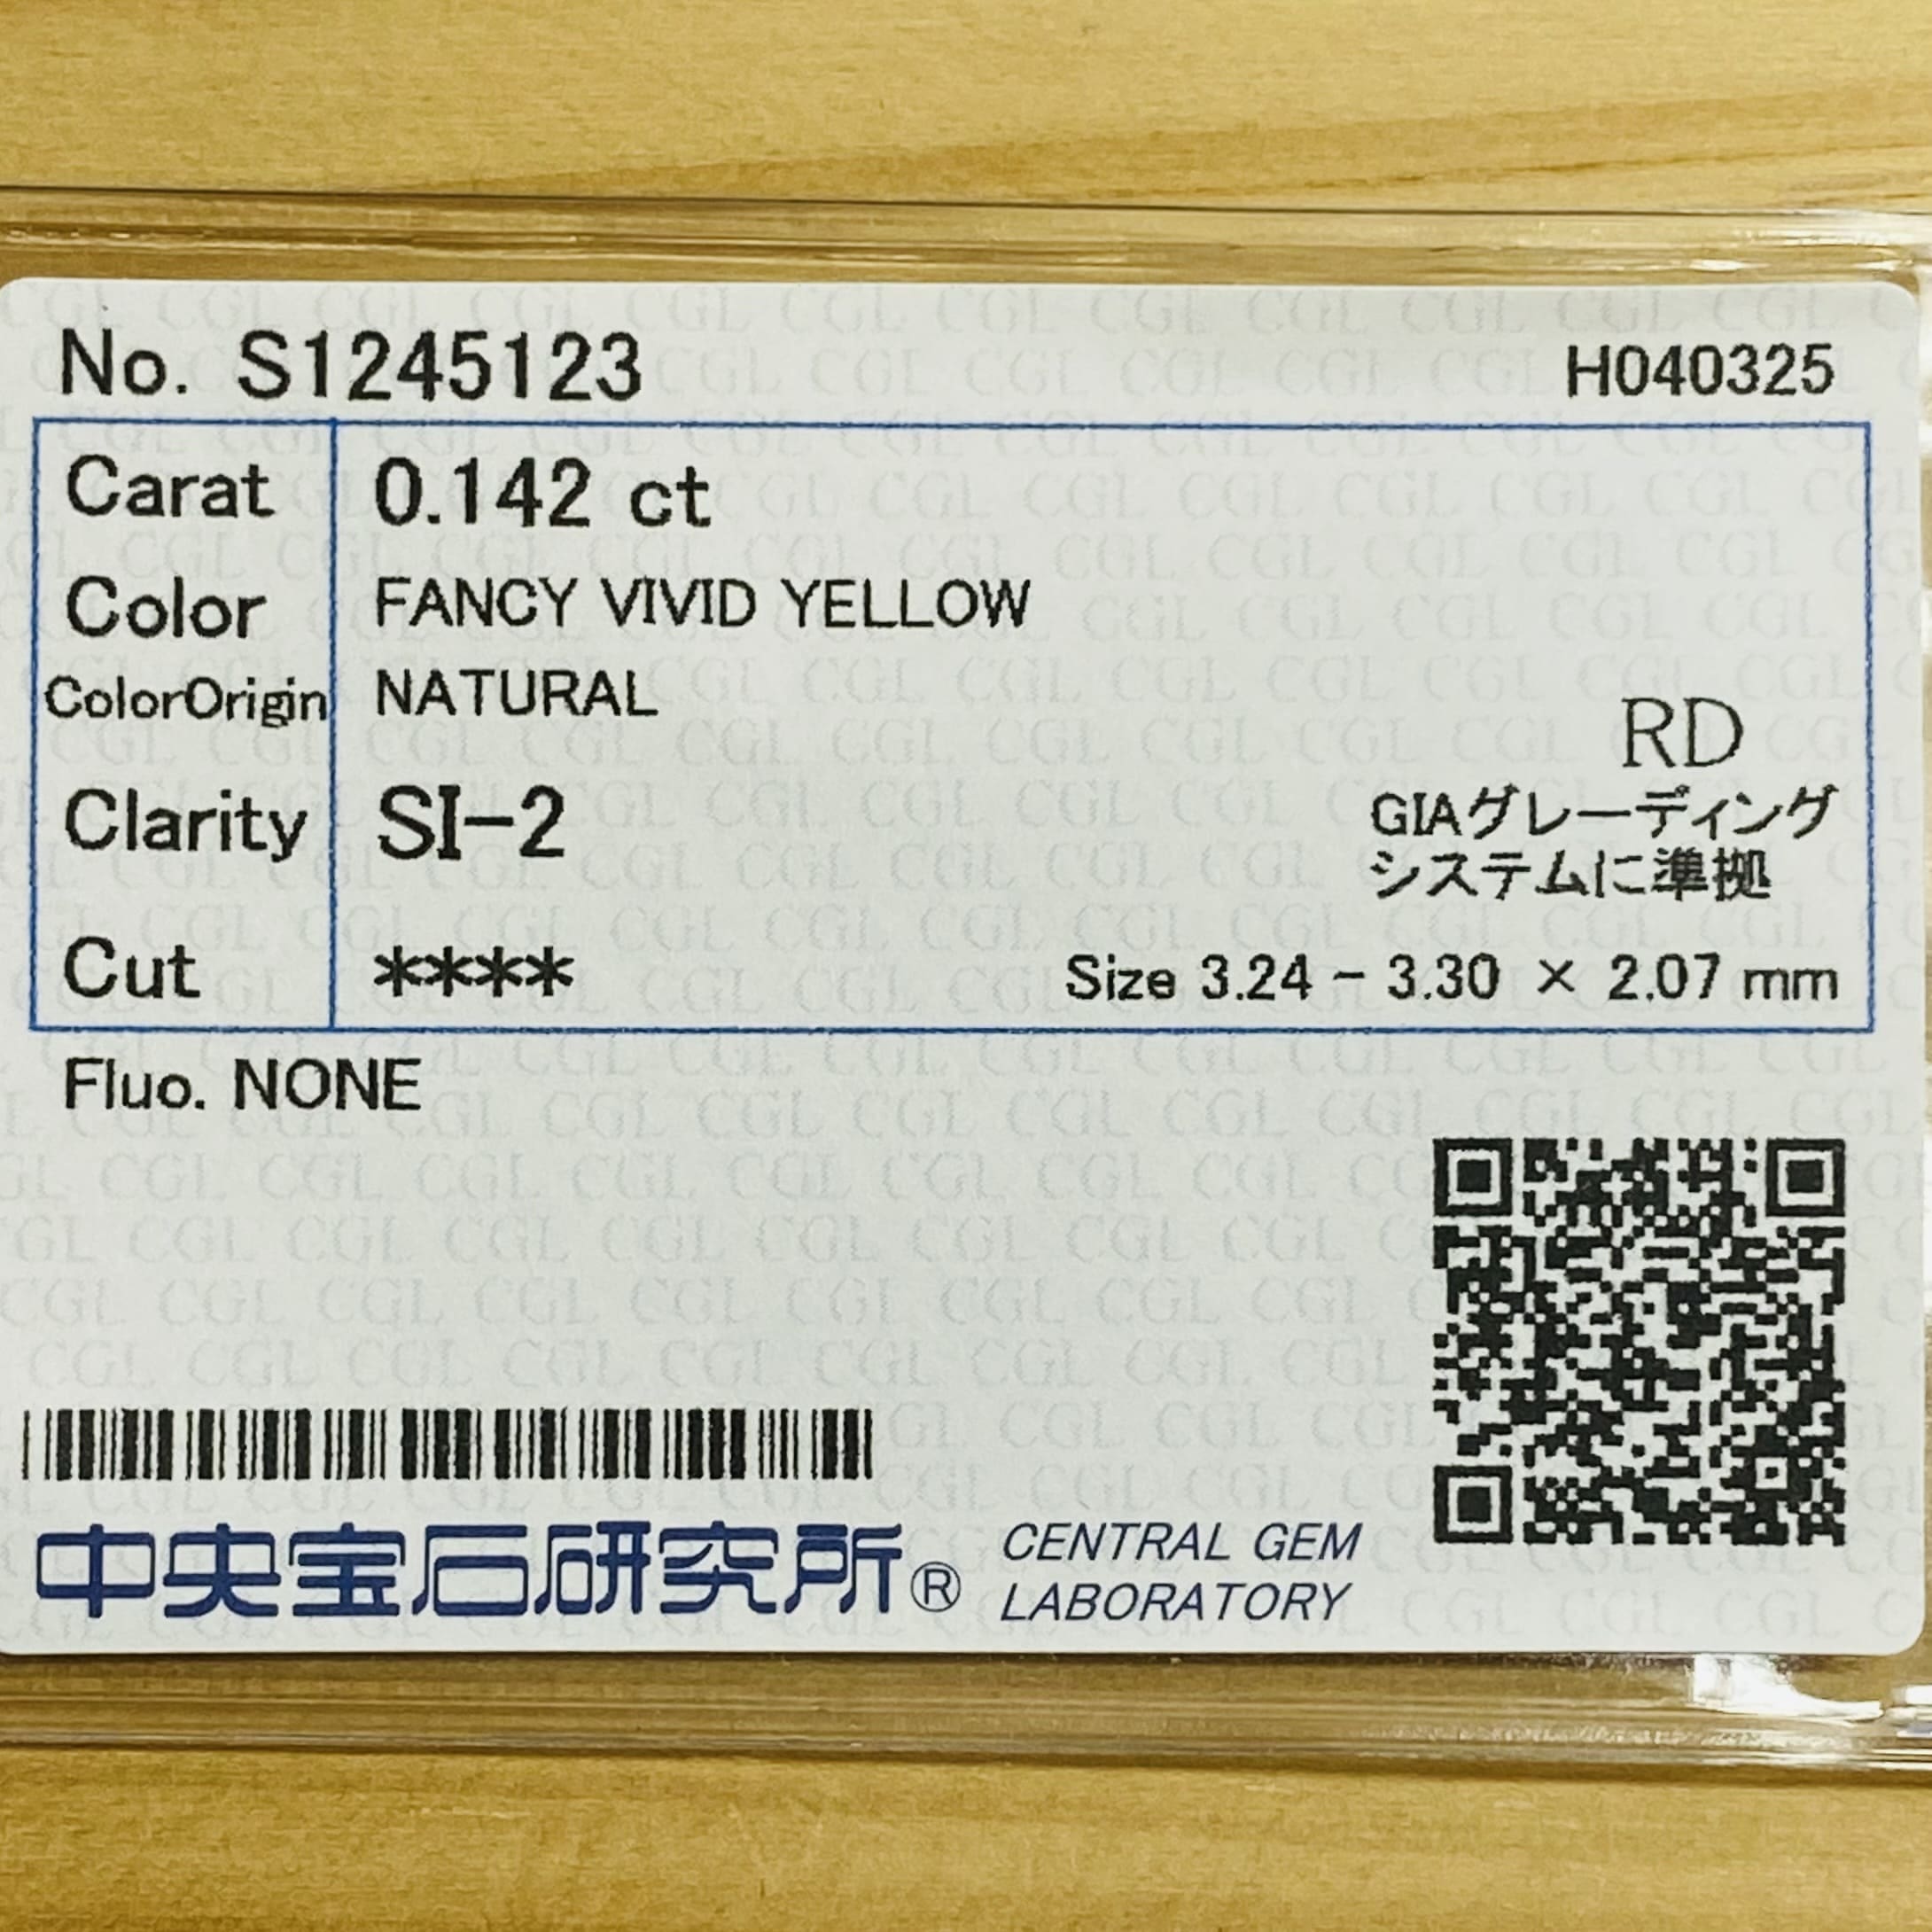 No. S1245123 H040325
Carat 0.142 ct
Color FANCY VIVID YELLOW
ColorOrigin NATURAL
RD
Clarity SI-2
GIAグレーディング
システムに準拠
Cut **** Size 3.24 - 3.30 × 2.07 mm
Fluo. NONE
中央宝石研究所® CENTRAL GEM
LABORATORY